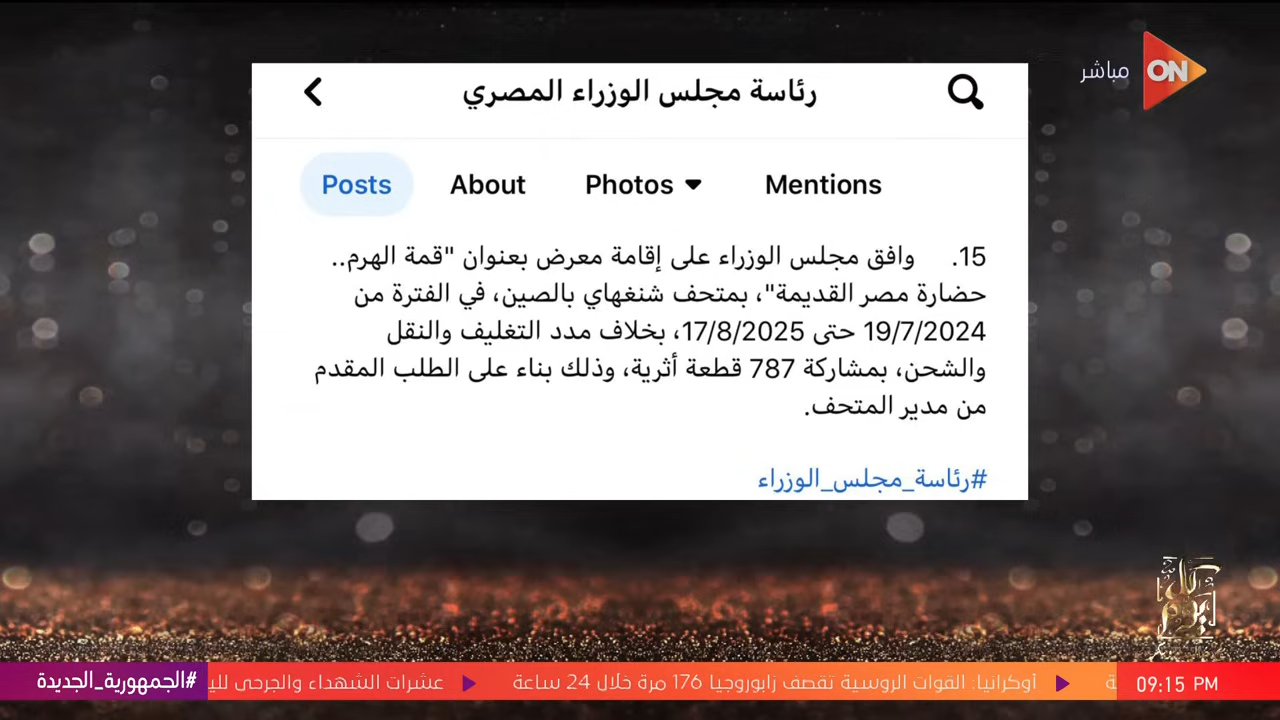 مباشر ON
رئاسة مجلس الوزراء المصري
Posts About Photos Mentions
15. وافق مجلس الوزراء على إقامة معرض بعنوان "قمة الهرم..
حضارة مصر القديمة"، بمتحف شنغهاي بالصين، في الفترة من
19/7/2024 حتى 17/8/2025، بخلاف مدد التغليف والنقل
والشحن، بمشاركة 787 قطعة أثرية، وذلك بناء على الطلب المقدم
من مدير المتحف.
#رئاسة_مجلس_الوزراء
كل يوم
#الجمهورية_الجديدة
أوكرانيا: القوات الروسية تقصف زابوروجيا 176 مرة خلال 24 ساعة
عشرات الشهداء والجرحى
09:15 PM